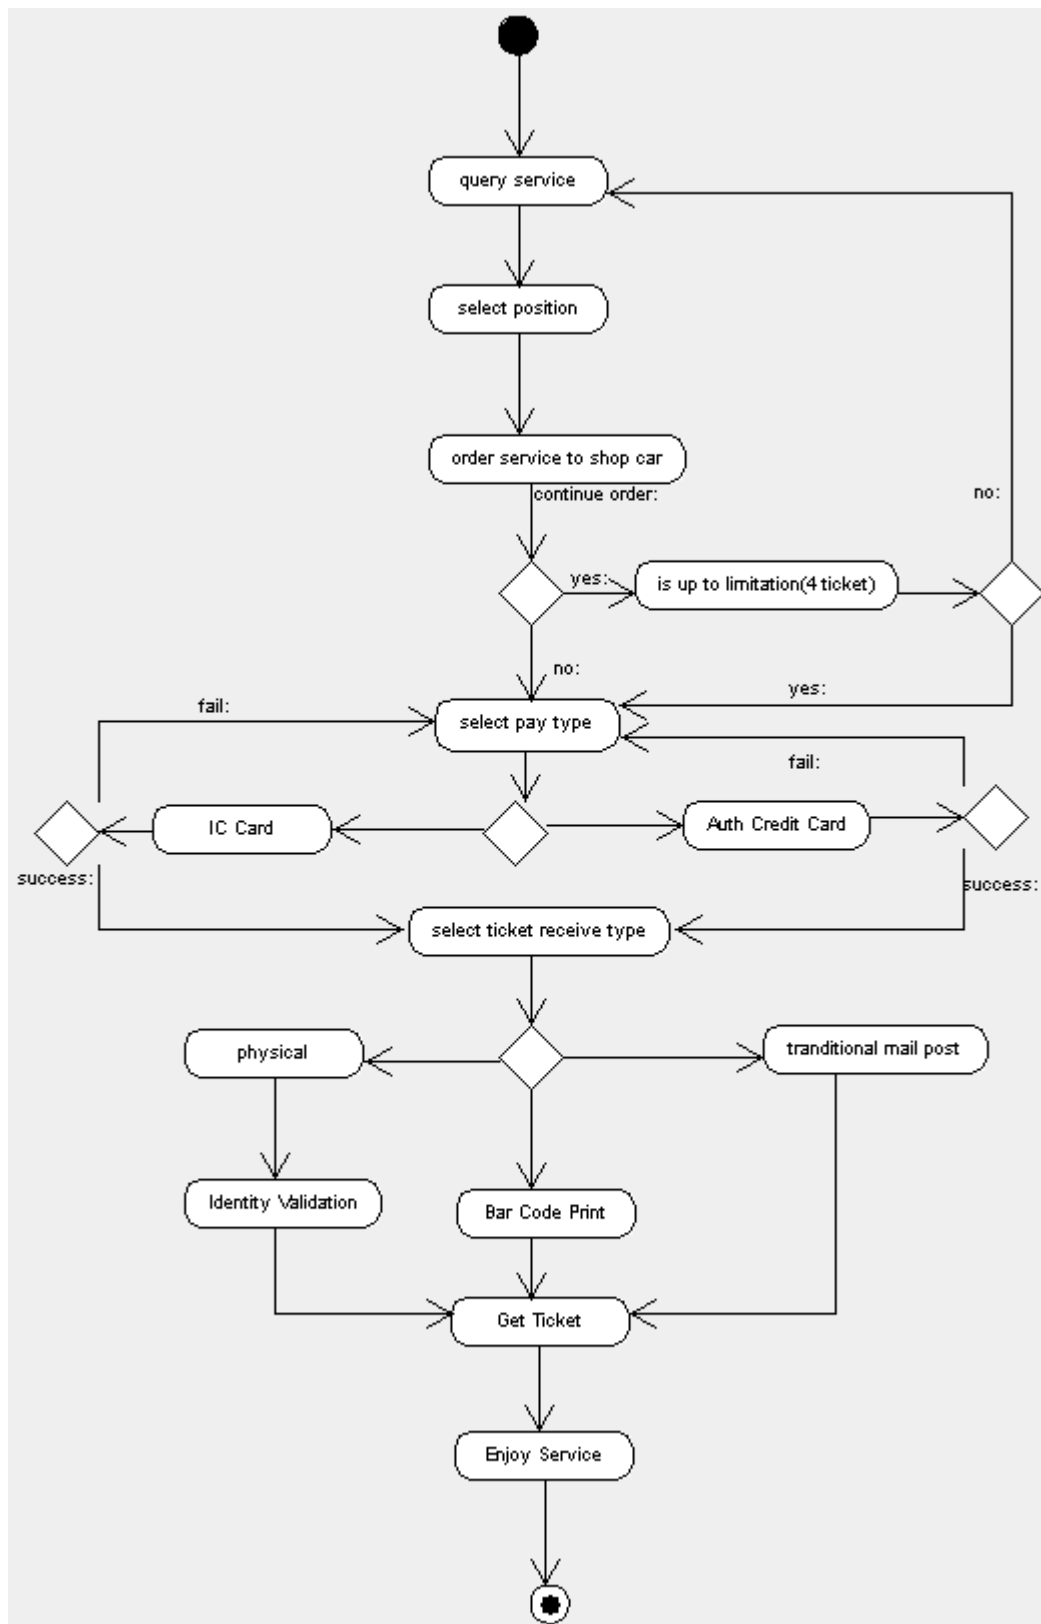 query service
select position
order service to shop car
continue order:
no:
yes:
is up to limitation(4 ticket)
no:
yes:
fail:
select pay type
fail:
IC Card
Auth Credit Card
success:
success:
select ticket receive type
physical
tranditional mail post
Identity Validation
Bar Code Print
Get Ticket
Enjoy Service